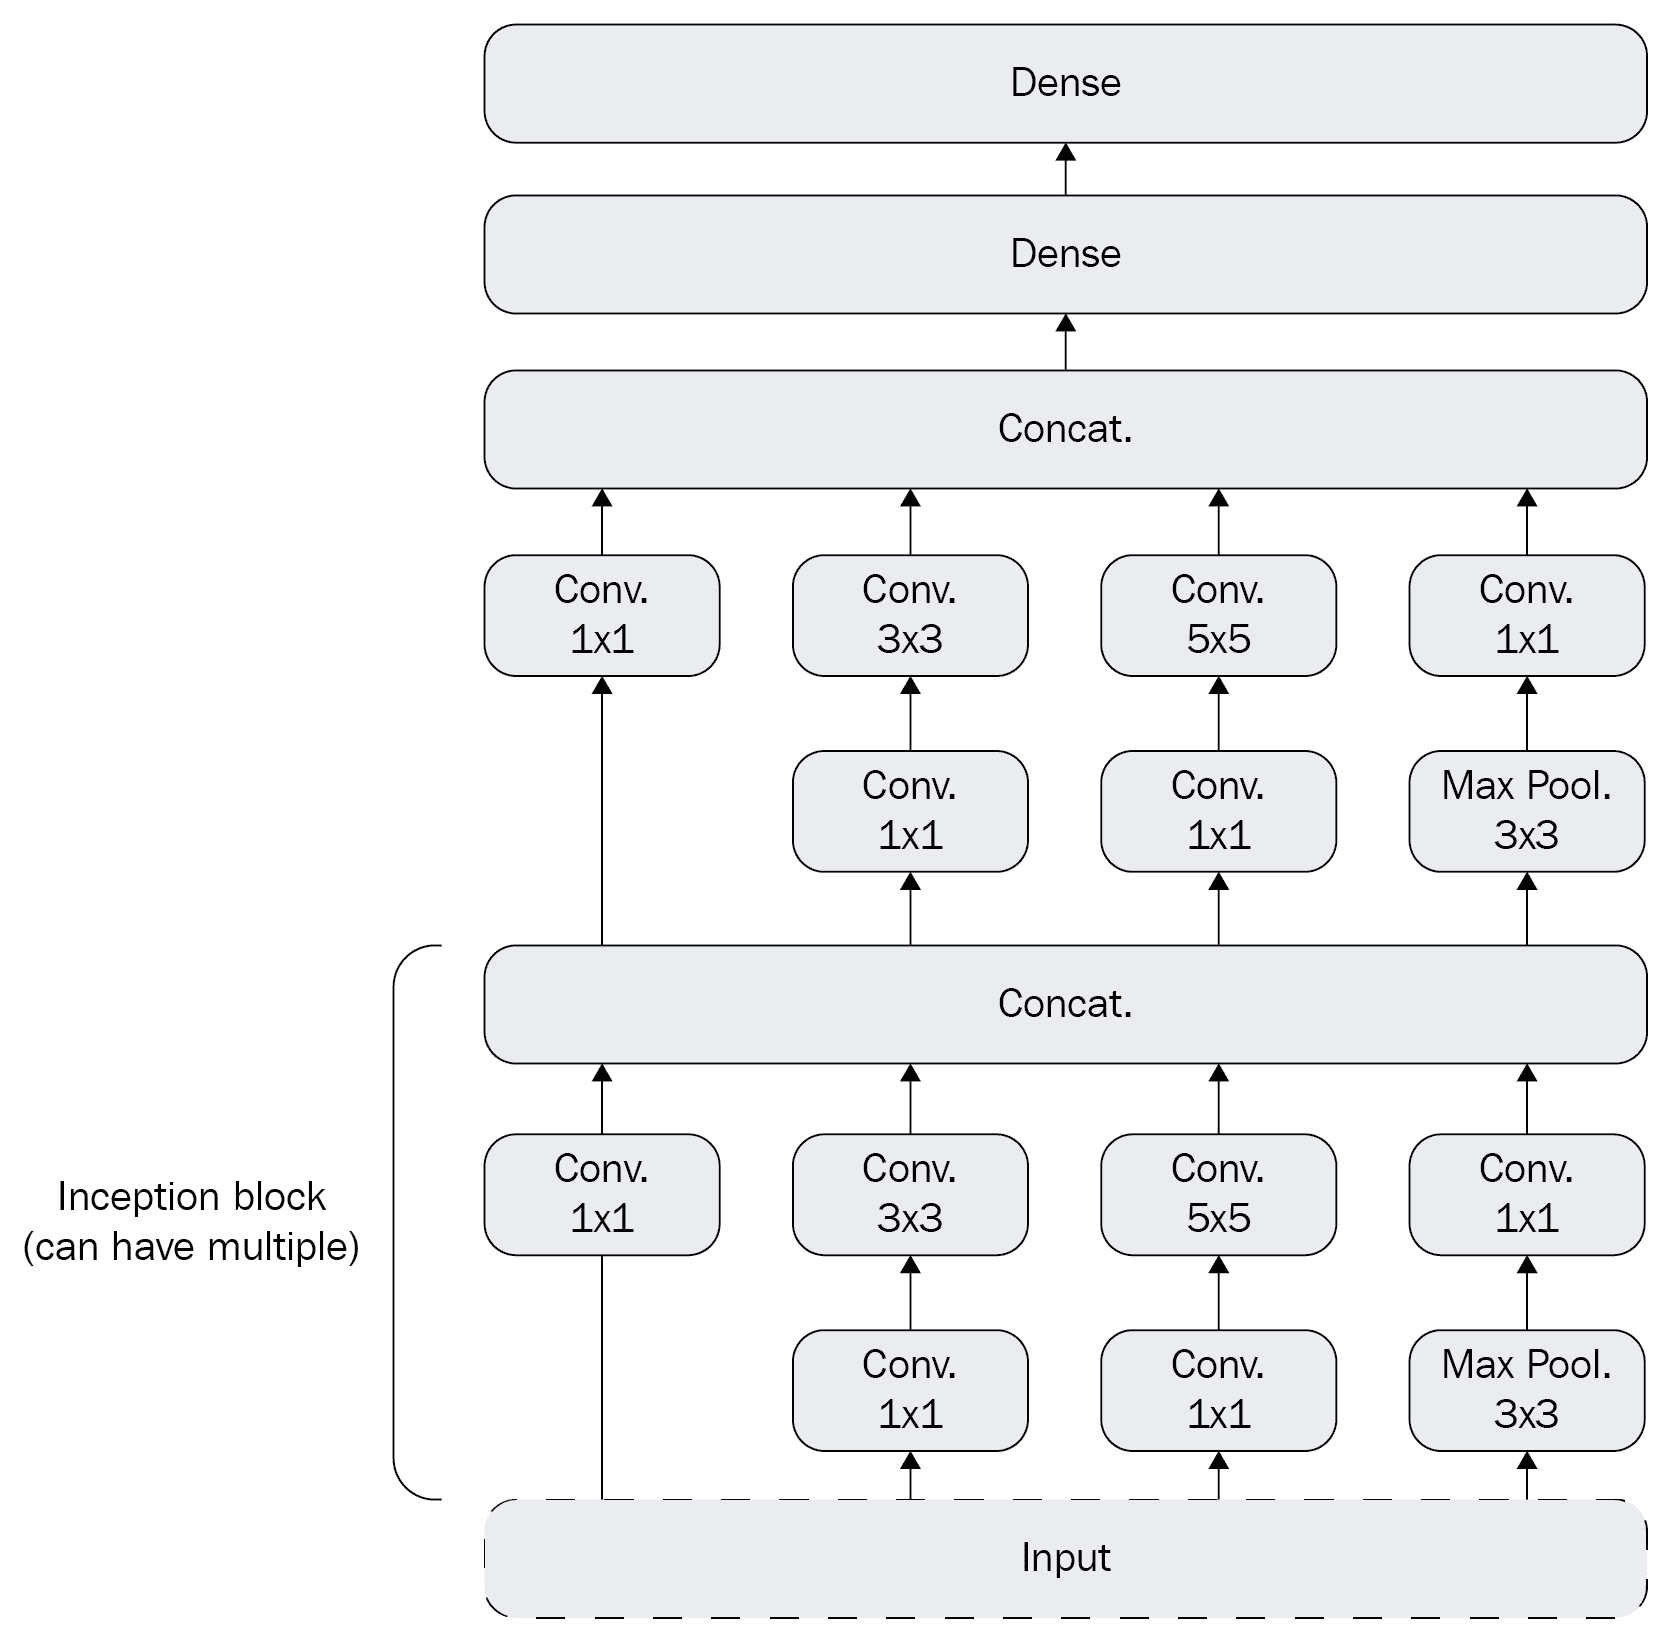 Dense
Dense
Concat.
Conv.
1x1
Conv.
3x3
Conv.
5x5
Conv.
1x1
Conv.
1x1
Conv.
1x1
Max Pool.
3x3
Concat.
Inception block
(can have multiple)
Conv.
1x1
Conv.
3x3
Conv.
5x5
Conv.
1x1
Conv.
1x1
Conv.
1x1
Max Pool.
3x3
Input